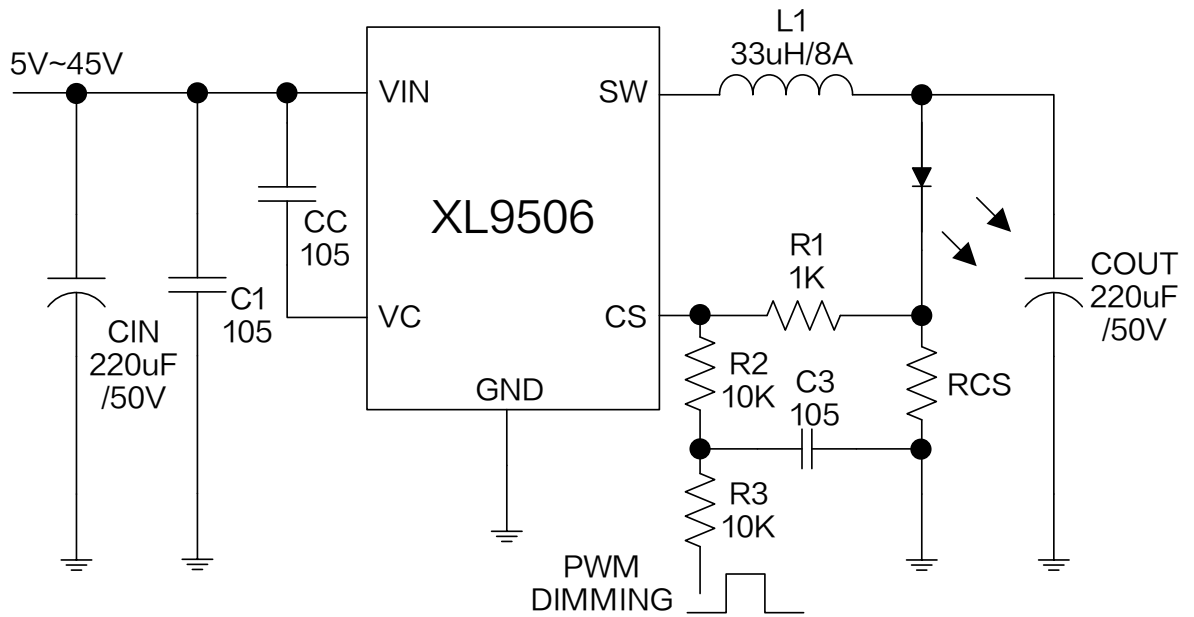 5V~45V
CIN
220uF
/50V
C1
105
CC
105
VIN
VC
XL9506
GND
SW
CS
L1
33uH/8A
R1
1K
R2
10K
C3
105
R3
10K
RCS
COUT
220uF
/50V
PWM
DIMMING